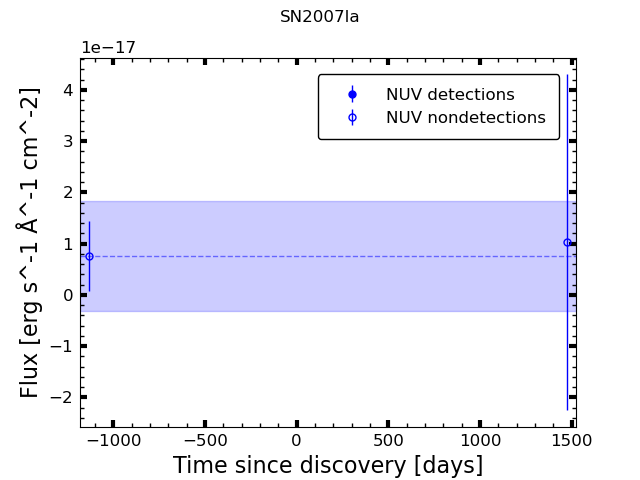 SN2007la
1e−17
NUV detections
NUV nondetections
4
3
2
1
0
−1
−2
Flux [erg s^-1 Å^-1 cm^-2]
−1000 −500 0 500 1000 1500
Time since discovery [days]